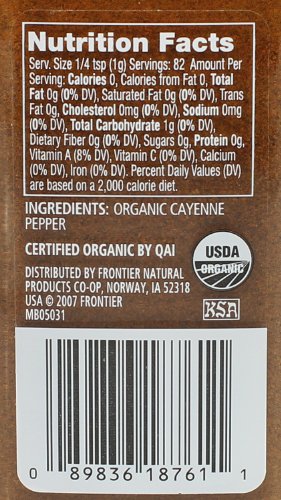 Nutrition Facts
Serv. Size 1/4 tsp (1g) Servings: 82 Amount Per
Serving: Calories 0, Calories from Fat 0, Total
Fat 0g (0% DV), Saturated Fat 0g (0% DV), Trans
Fat 0g, Cholesterol 0mg (0% DV), Sodium 0mg
(0% DV), Total Carbohydrate 1g (0% DV),
Dietary Fiber 0g (0% DV), Sugars 0g, Protein 0g,
Vitamin A (8% DV), Vitamin C (0% DV), Calcium
(0% DV), Iron (0% DV). Percent Daily Values (DV)
are based on a 2,000 calorie diet.
INGREDIENTS: ORGANIC CAYENNE
PEPPER
CERTIFIED ORGANIC BY QAI
USDA
ORGANIC
DISTRIBUTED BY FRONTIER NATURAL
PRODUCTS CO-OP, NORWAY, IA 52318
USA © 2007 FRONTIER
MB05031
KSA
0 89836 18761 1